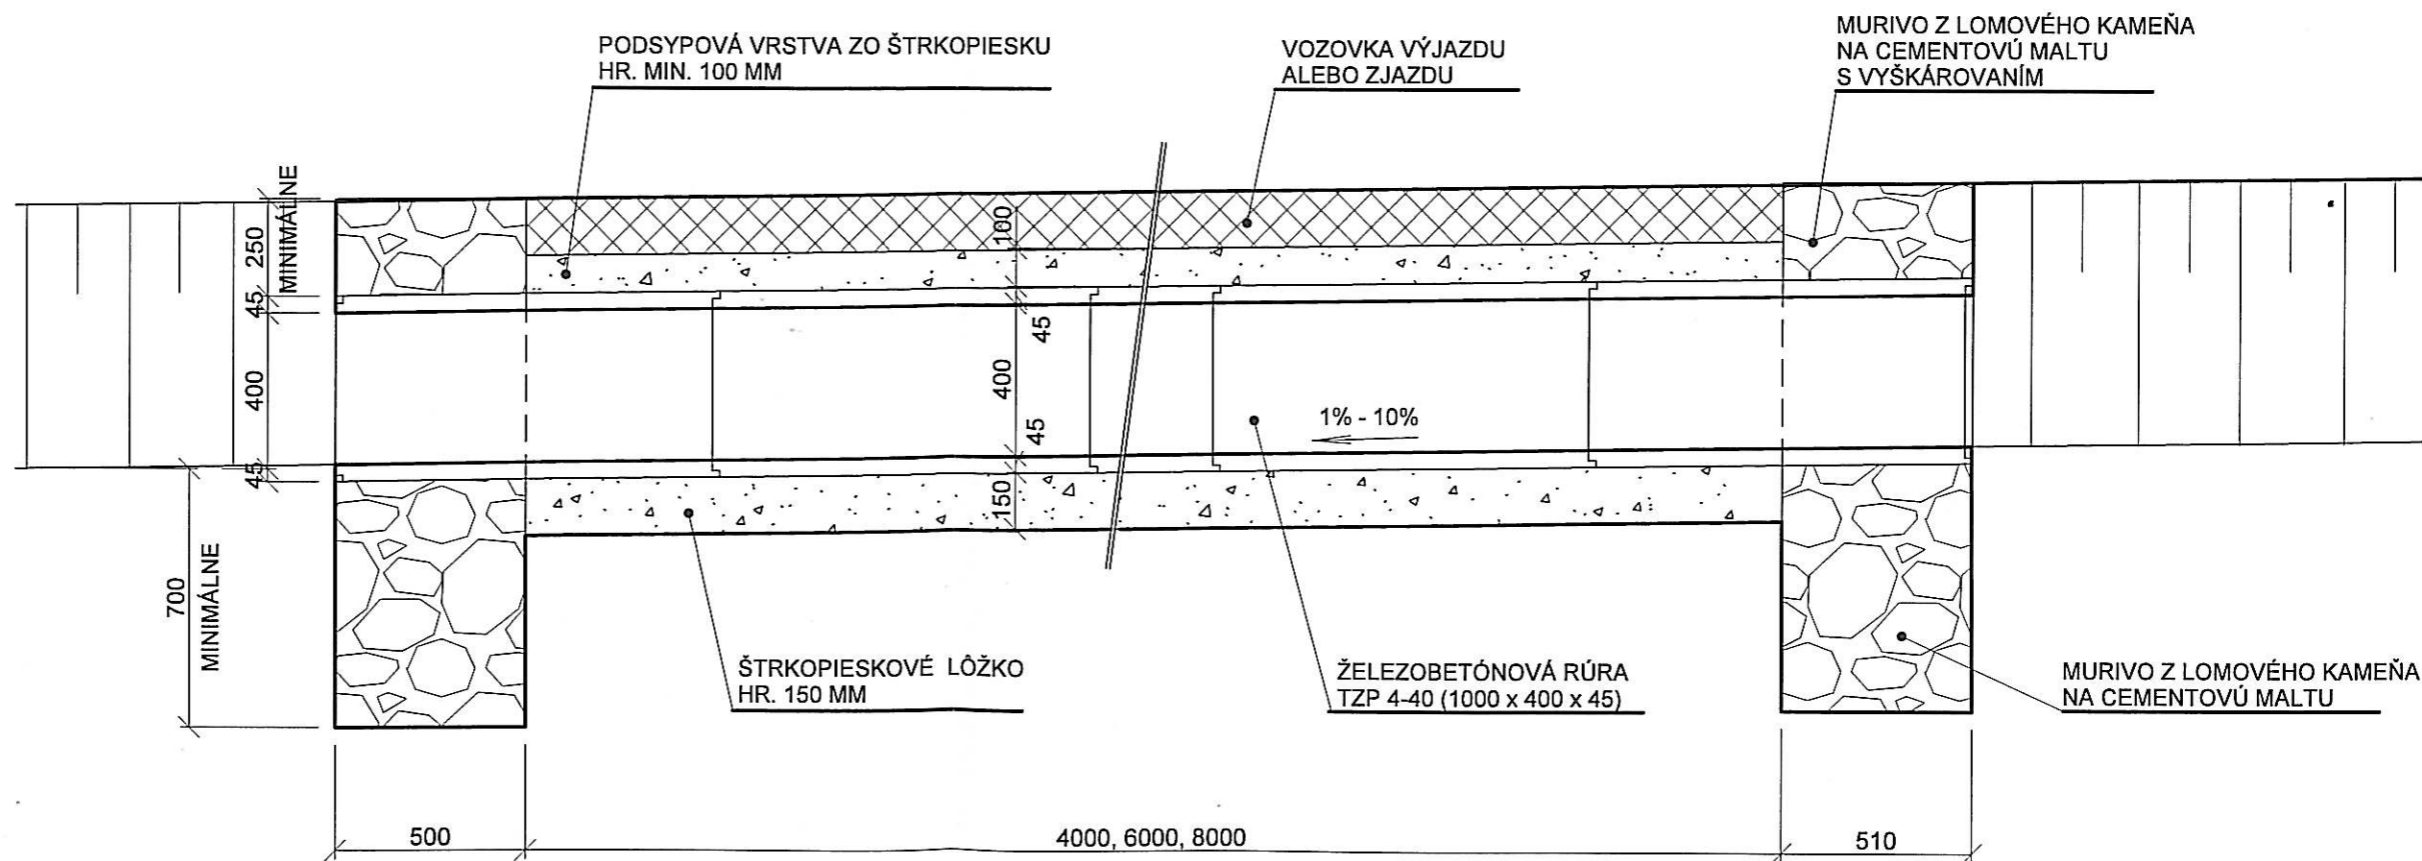 PODSYPOVÁ VRSTVA ZO ŠTRKOPIESKU
HR. MIN. 100 MM
VOZOVKA VÝJAZDU
ALEBO ZJAZDU
MURIVO Z LOMOVÉHO KAMEŇA
NA CEMENTOVÚ MALTU
S VYŠKÁROVANÍM
MINIMÁLNE
250
45
400
45
700
MINIMÁLNE
100
45
400
45
150
1% - 10%
ŠTRKOPIESKOVÉ LÔŽKO
HR. 150 MM
ŽELEZOBETÓNOVÁ RÚRA
TZP 4-40 (1000 x 400 x 45)
MURIVO Z LOMOVÉHO KAMEŇA
NA CEMENTOVÚ MALTU
500
4000, 6000, 8000
510